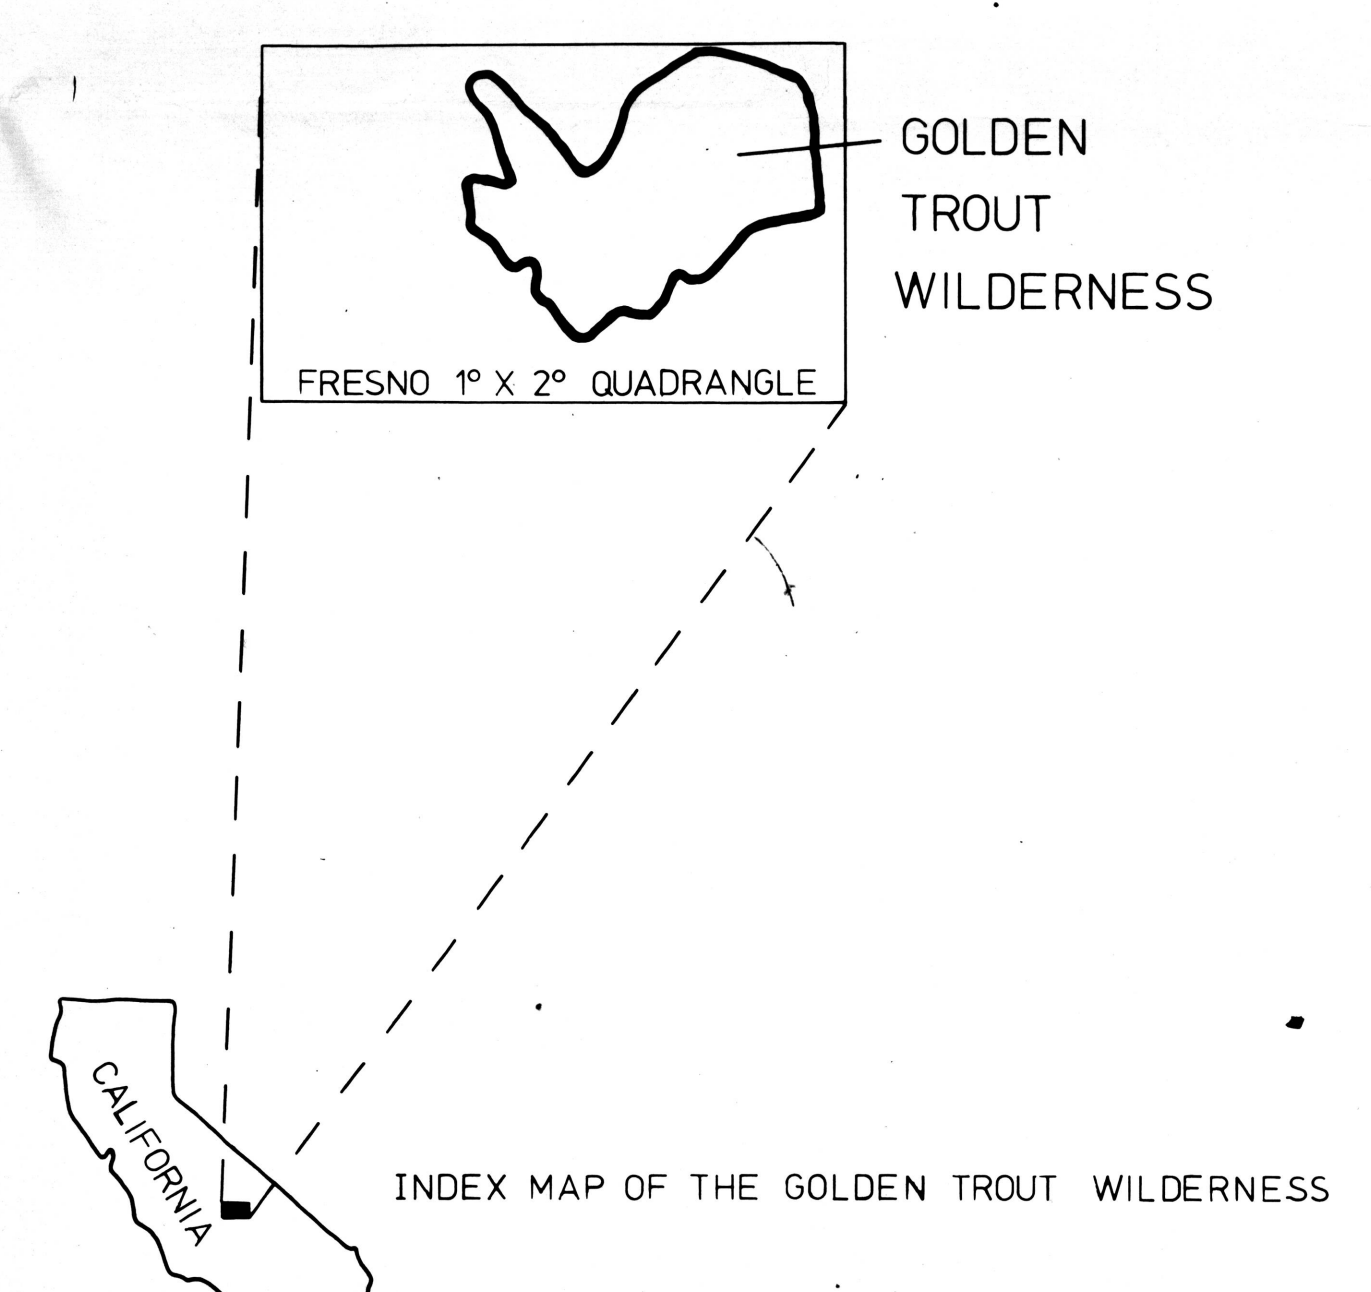 GOLDEN
TROUT
WILDERNESS
FRESNO 1° X 2° QUADRANGLE
CALIFORNIA
INDEX MAP OF THE GOLDEN TROUT WILDERNESS